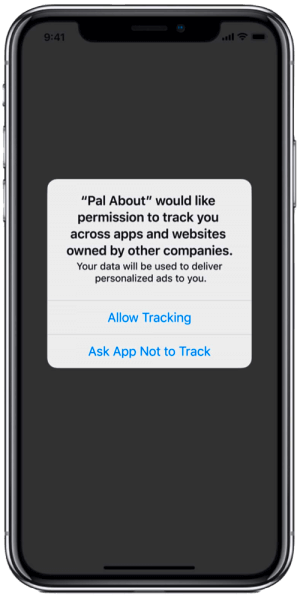 9:41
“Pal About” would like
permission to track you
across apps and websites
owned by other companies.
Your data will be used to deliver
personalized ads to you.
Allow Tracking
Ask App Not to Track